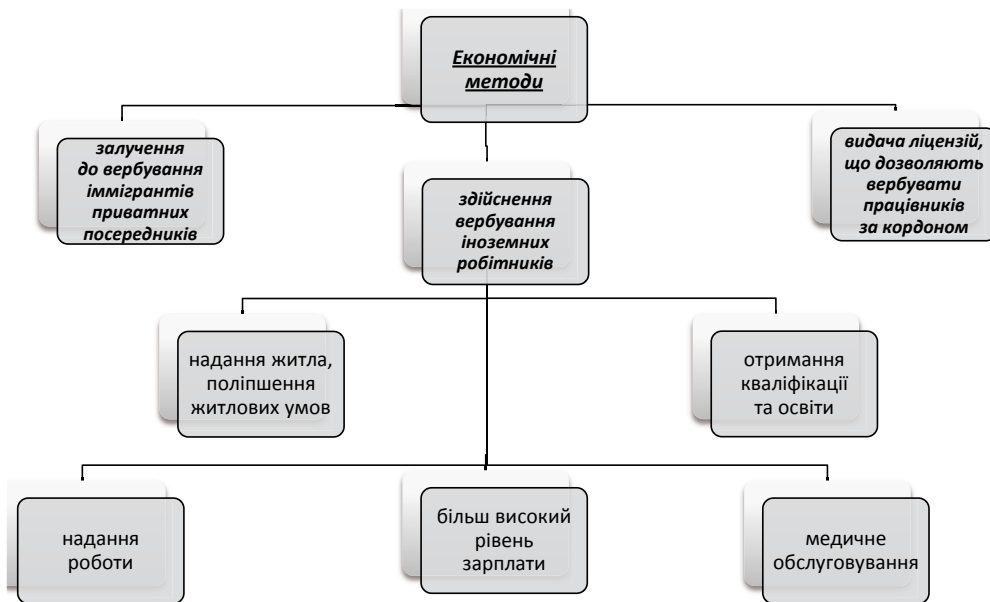 Економічні
методи
залучення
до вербування
іммігрантів
приватних
посередників
здійснення
вербування
іноземних
робітників
видача ліцензій,
що дозволяють
вербувати
працівників
за кордоном
надання житла,
поліпшення
житлових умов
отримання
кваліфікації
та освіти
надання
роботи
більш високий
рівень
зарплати
медичне
обслуговування